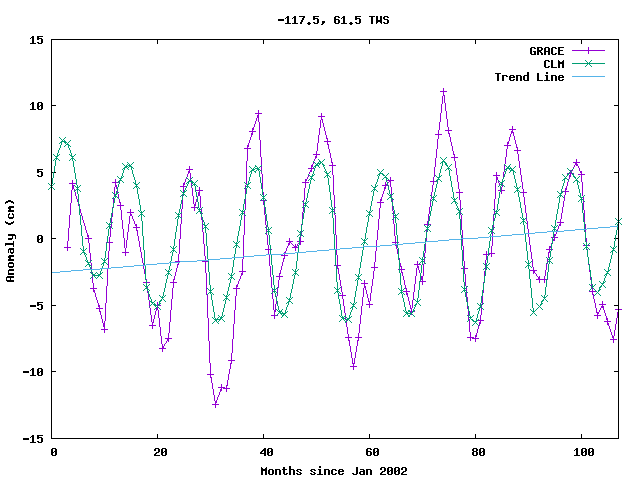 -117.5, 61.5 TWS
GRACE
CLM
Trend Line
15
10
5
0
-5
-10
-15
Anomaly (cm)
0 20 40 60 80 100
Months since Jan 2002